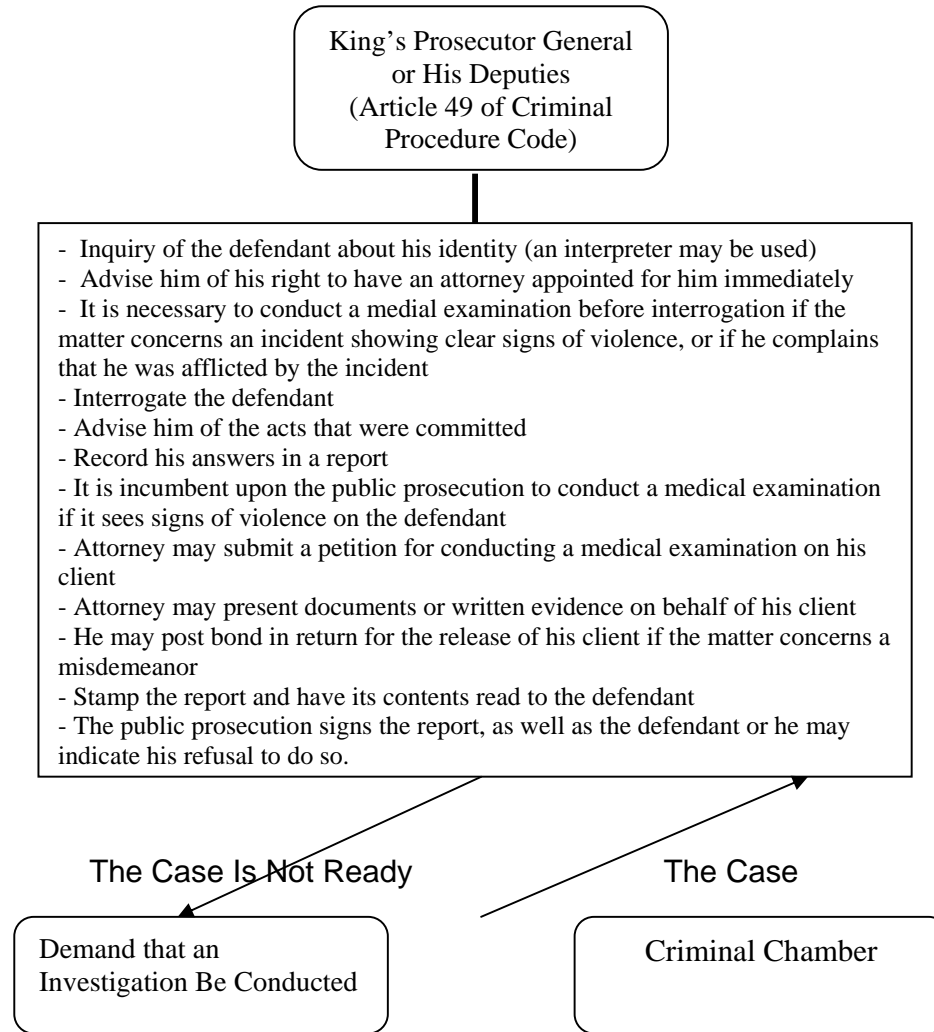 King’s Prosecutor General
or His Deputies
(Article 49 of Criminal
Procedure Code)
- Inquiry of the defendant about his identity (an interpreter may be used)
- Advise him of his right to have an attorney appointed for him immediately
- It is necessary to conduct a medial examination before interrogation if the
matter concerns an incident showing clear signs of violence, or if he complains
that he was afflicted by the incident
- Interrogate the defendant
- Advise him of the acts that were committed
- Record his answers in a report
- It is incumbent upon the public prosecution to conduct a medical examination
if it sees signs of violence on the defendant
- Attorney may submit a petition for conducting a medical examination on his
client
- Attorney may present documents or written evidence on behalf of his client
- He may post bond in return for the release of his client if the matter concerns a
misdemeanor
- Stamp the report and have its contents read to the defendant
- The public prosecution signs the report, as well as the defendant or he may
indicate his refusal to do so.
The Case Is Not Ready
The Case
Demand that an
Investigation Be Conducted
Criminal Chamber